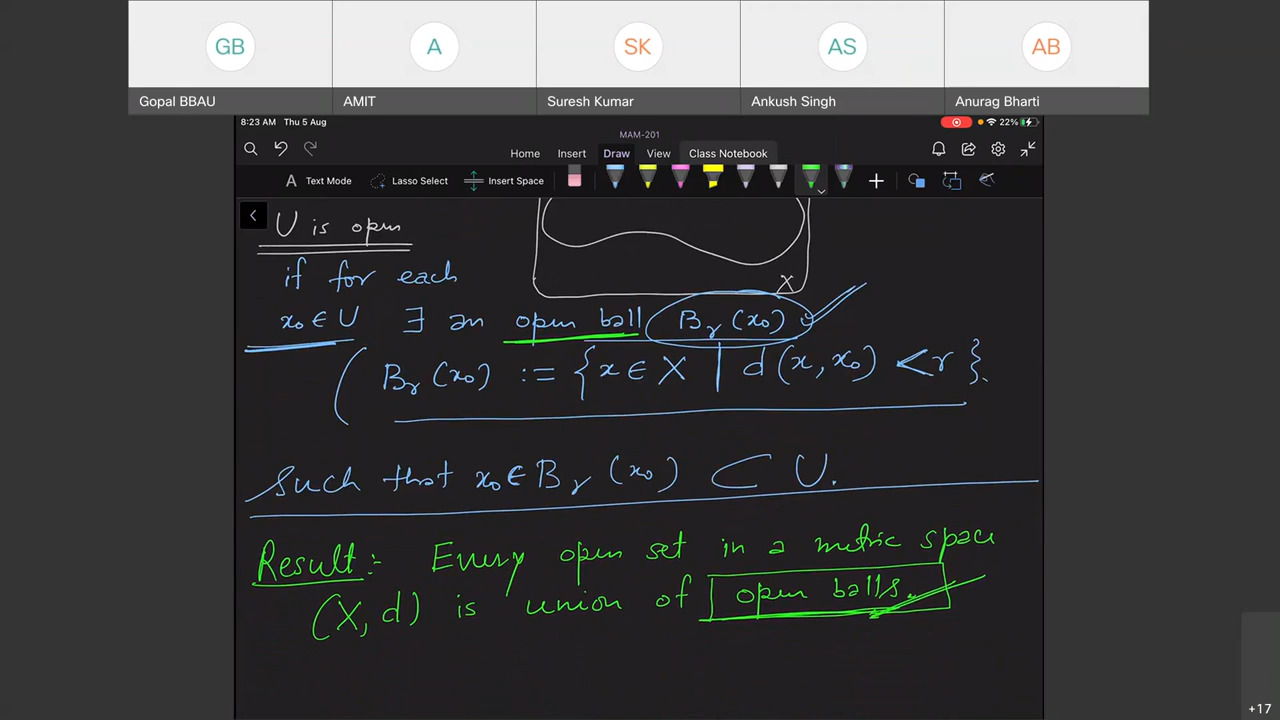 GB
A
SK
AS
AB
Gopal BBAU
AMIT
Suresh Kumar
Ankush Singh
Anurag Bharti
8:23 AM Thu 5 Aug
22%
MAM-201
Home Insert Draw View Class Notebook
A Text Mode Lasso Select Insert Space
U is open
if for each
X
x₀ ∈ U ∃ an open ball Bᵣ(x₀)
( Bᵣ(x₀) := {x ∈ X | d(x, x₀) < r}.
such that x₀ ∈ Bᵣ(x₀) ⊂ U.
Result:- Every open set in a metric space
(X, d) is union of open balls.
+17